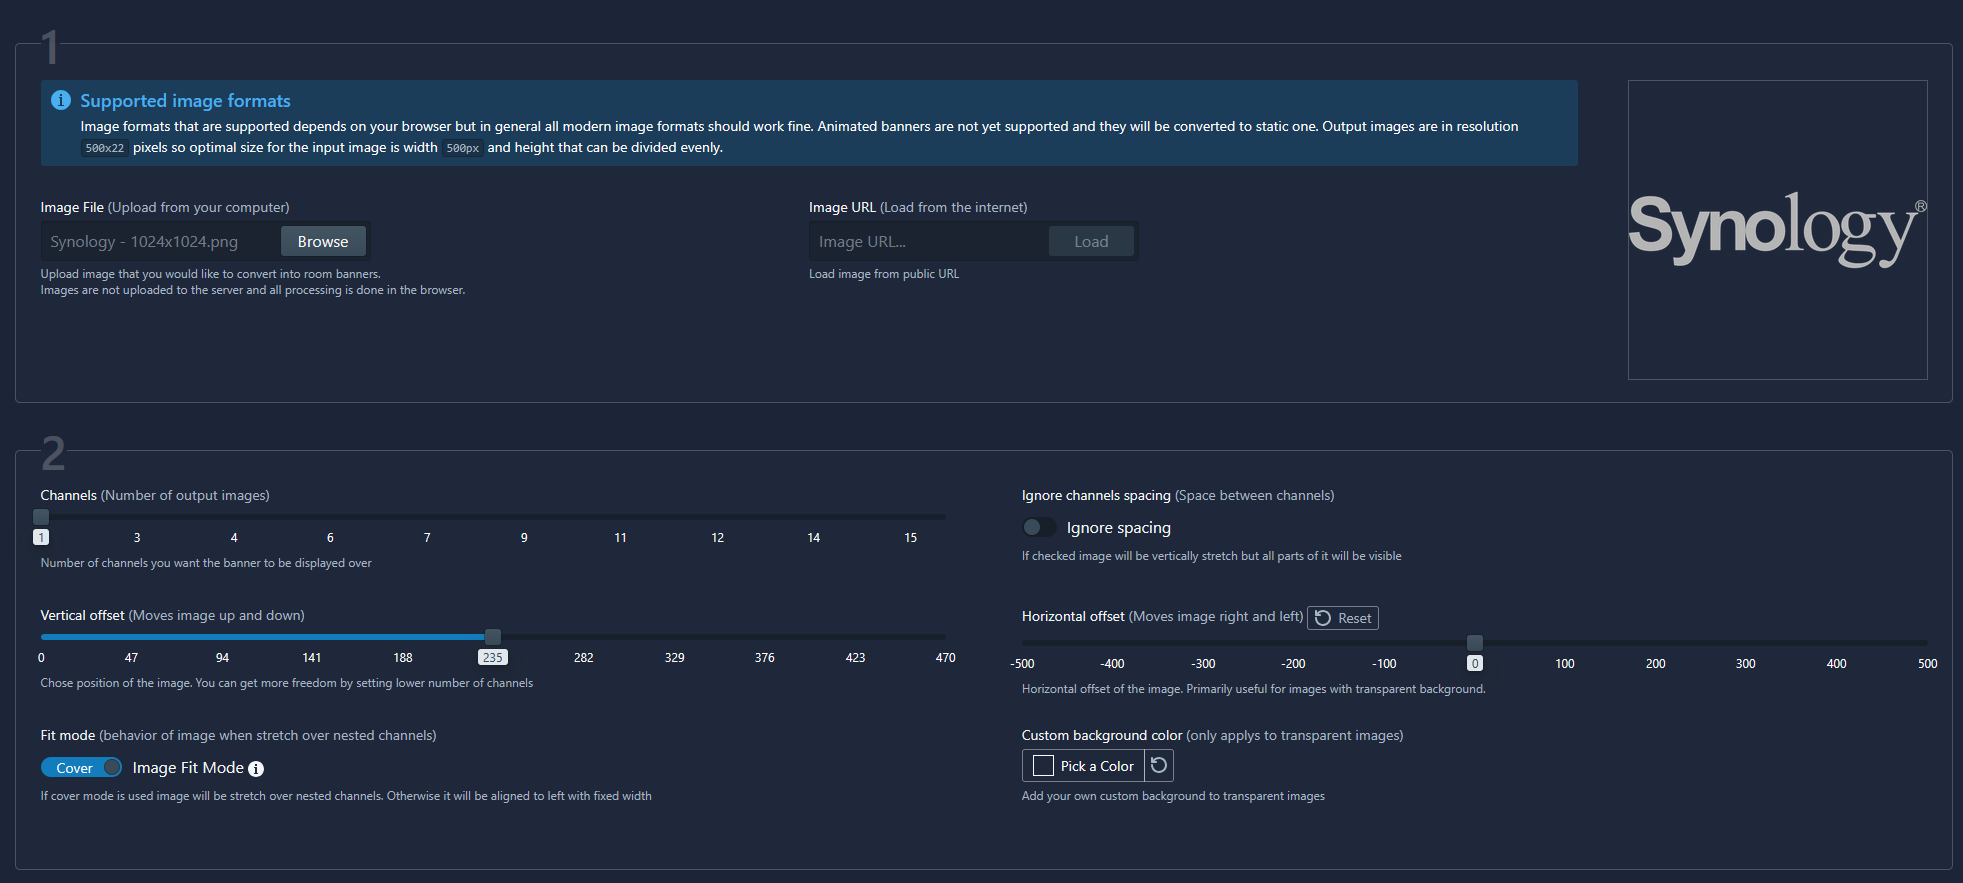 1
Supported image formats
Image formats that are supported depends on your browser but in general all modern image formats should work fine. Animated banners are not yet supported and they will be converted to static one. Output images are in resolution
500x22 pixels so optimal size for the input image is width 500px and height that can be divided evenly.
Image File (Upload from your computer)
Synology - 1024x1024.png Browse
Upload image that you would like to convert into room banners.
Images are not uploaded to the server and all processing is done in the browser.
Image URL (Load from the internet)
Image URL... Load
Load image from public URL
Synology®
2
Channels (Number of output images)
1 3 4 6 7 9 11 12 14 15
Number of channels you want the banner to be displayed over
Ignore channels spacing (Space between channels)
Ignore spacing
If checked image will be vertically stretch but all parts of it will be visible
Vertical offset (Moves image up and down)
0 47 94 141 188 235 282 329 376 423 470
Chose position of the image. You can get more freedom by setting lower number of channels
Horizontal offset (Moves image right and left) Reset
-500 -400 -300 -200 -100 0 100 200 300 400 500
Horizontal offset of the image. Primarily useful for images with transparent background.
Fit mode (behavior of image when stretch over nested channels)
Cover Image Fit Mode
If cover mode is used image will be stretch over nested channels. Otherwise it will be aligned to left with fixed width
Custom background color (only applys to transparent images)
Pick a Color
Add your own custom background to transparent images